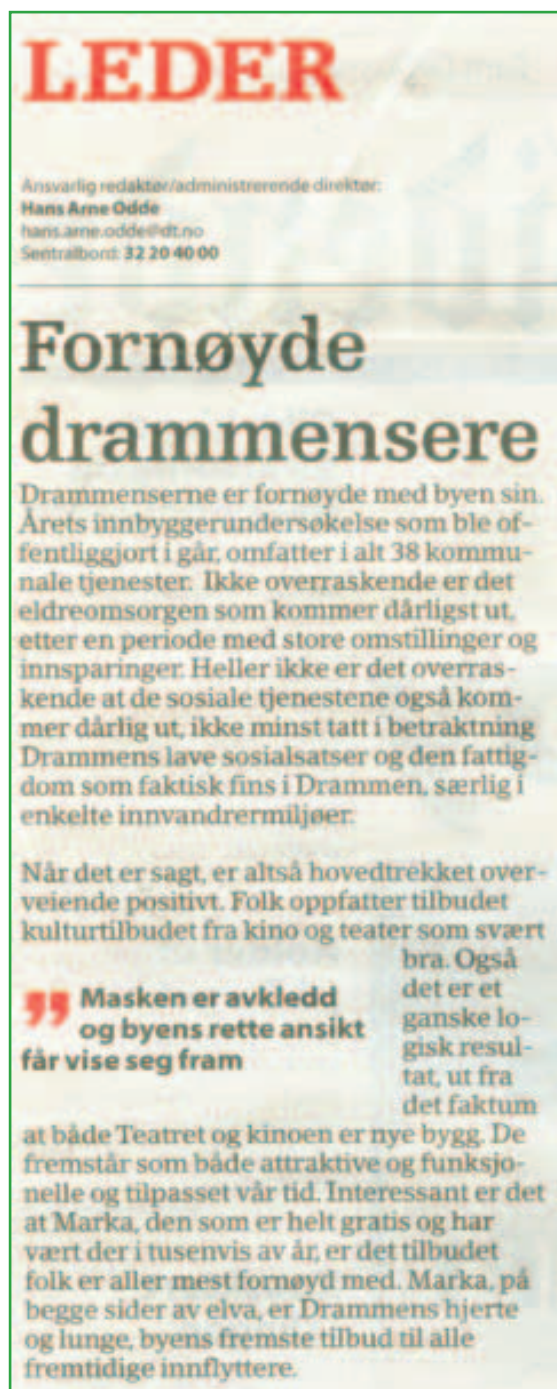 LEDER
Ansvarlig redaktør/administrerende direktør:
Hans Arne Odde
hans.arne.odde@dt.no
Sentralbord: 32 20 40 00
Fornøyde
drammensere
Drammenserne er fornøyde med byen sin.
Årets innbyggerundersøkelse som ble of-
fentliggjort i går, omfatter i alt 38 kommu-
nale tjenester. Ikke overraskende er det
eldreomsorgen som kommer dårligst ut,
etter en periode med store omstillinger og
innsparinger. Heller ikke er det overras-
kende at de sosiale tjenestene også kom-
mer dårlig ut, ikke minst tatt i betraktning
Drammens lave sosialsatser og den fattig-
dom som faktisk fins i Drammen, særlig i
enkelte innvandrermiljøer.
Når det er sagt, er altså hovedtrekket over-
veiende positivt. Folk oppfatter tilbudet
kulturtilbudet fra kino og teater som svært
bra. Også
det er et
ganske lo-
gisk resul-
tat, ut fra
det faktum
Masken er avkledd
og byens rette ansikt
får vise seg fram
at både Teatret og kinoen er nye bygg. De
fremstår som både attraktive og funksjo-
nelle og tilpasset vår tid. Interessant er det
at Marka, den som er helt gratis og har
vært der i tusenvis av år, er det tilbudet
folk er aller mest fornøyd med. Marka, på
begge sider av elva, er Drammens hjerte
og lunge, byens fremste tilbud til alle
fremtidige innflyttere.